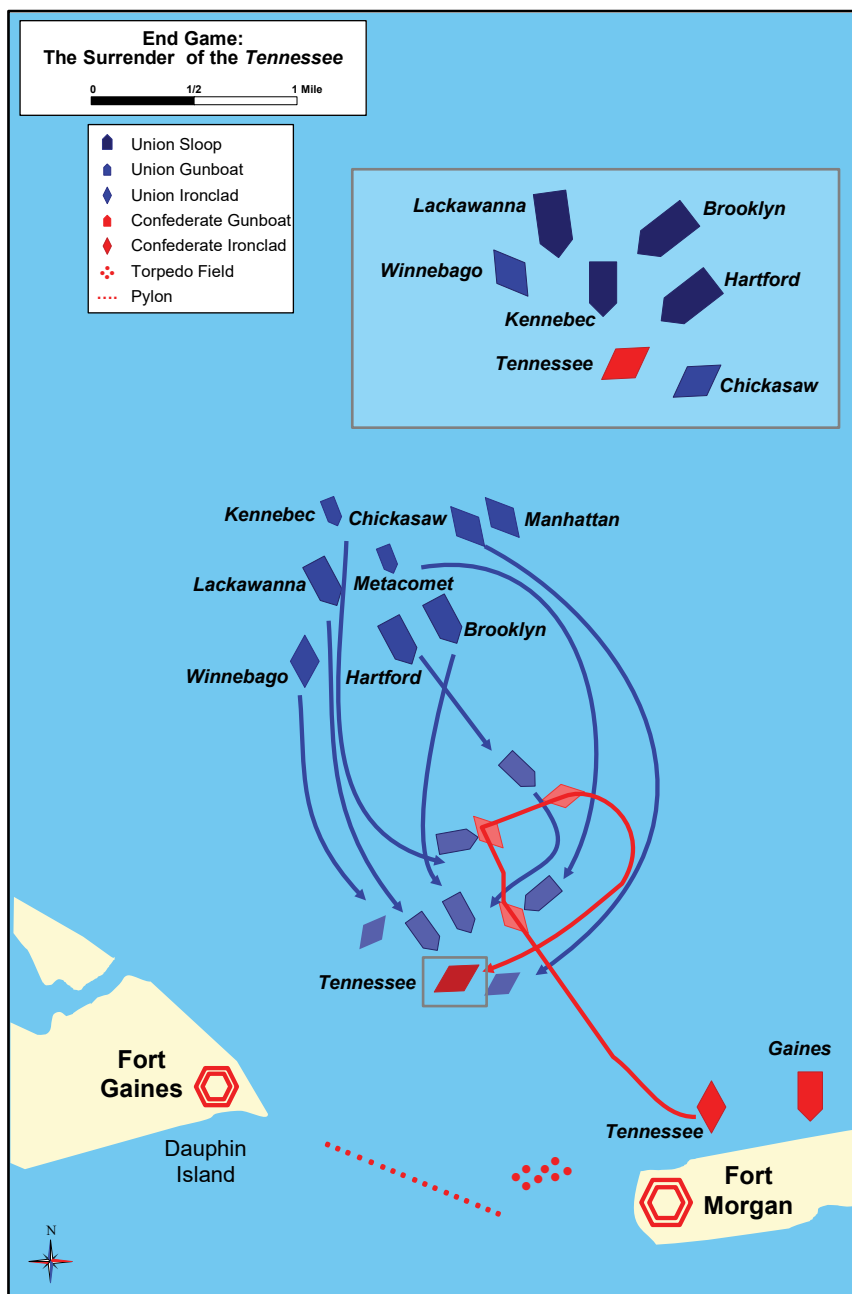 End Game:
The Surrender of the Tennessee
0 1/2 1 Mile
Union Sloop
Union Gunboat
Union Ironclad
Confederate Gunboat
Confederate Ironclad
Torpedo Field
Pylon
Lackawanna
Brooklyn
Winnebago
Hartford
Kennebec
Tennessee
Chickasaw
Kennebec
Chickasaw
Manhattan
Metacomet
Lackawanna
Brooklyn
Winnebago
Hartford
Tennessee
Gaines
Fort
Gaines
Tennessee
Dauphin
Island
Fort
Morgan
N